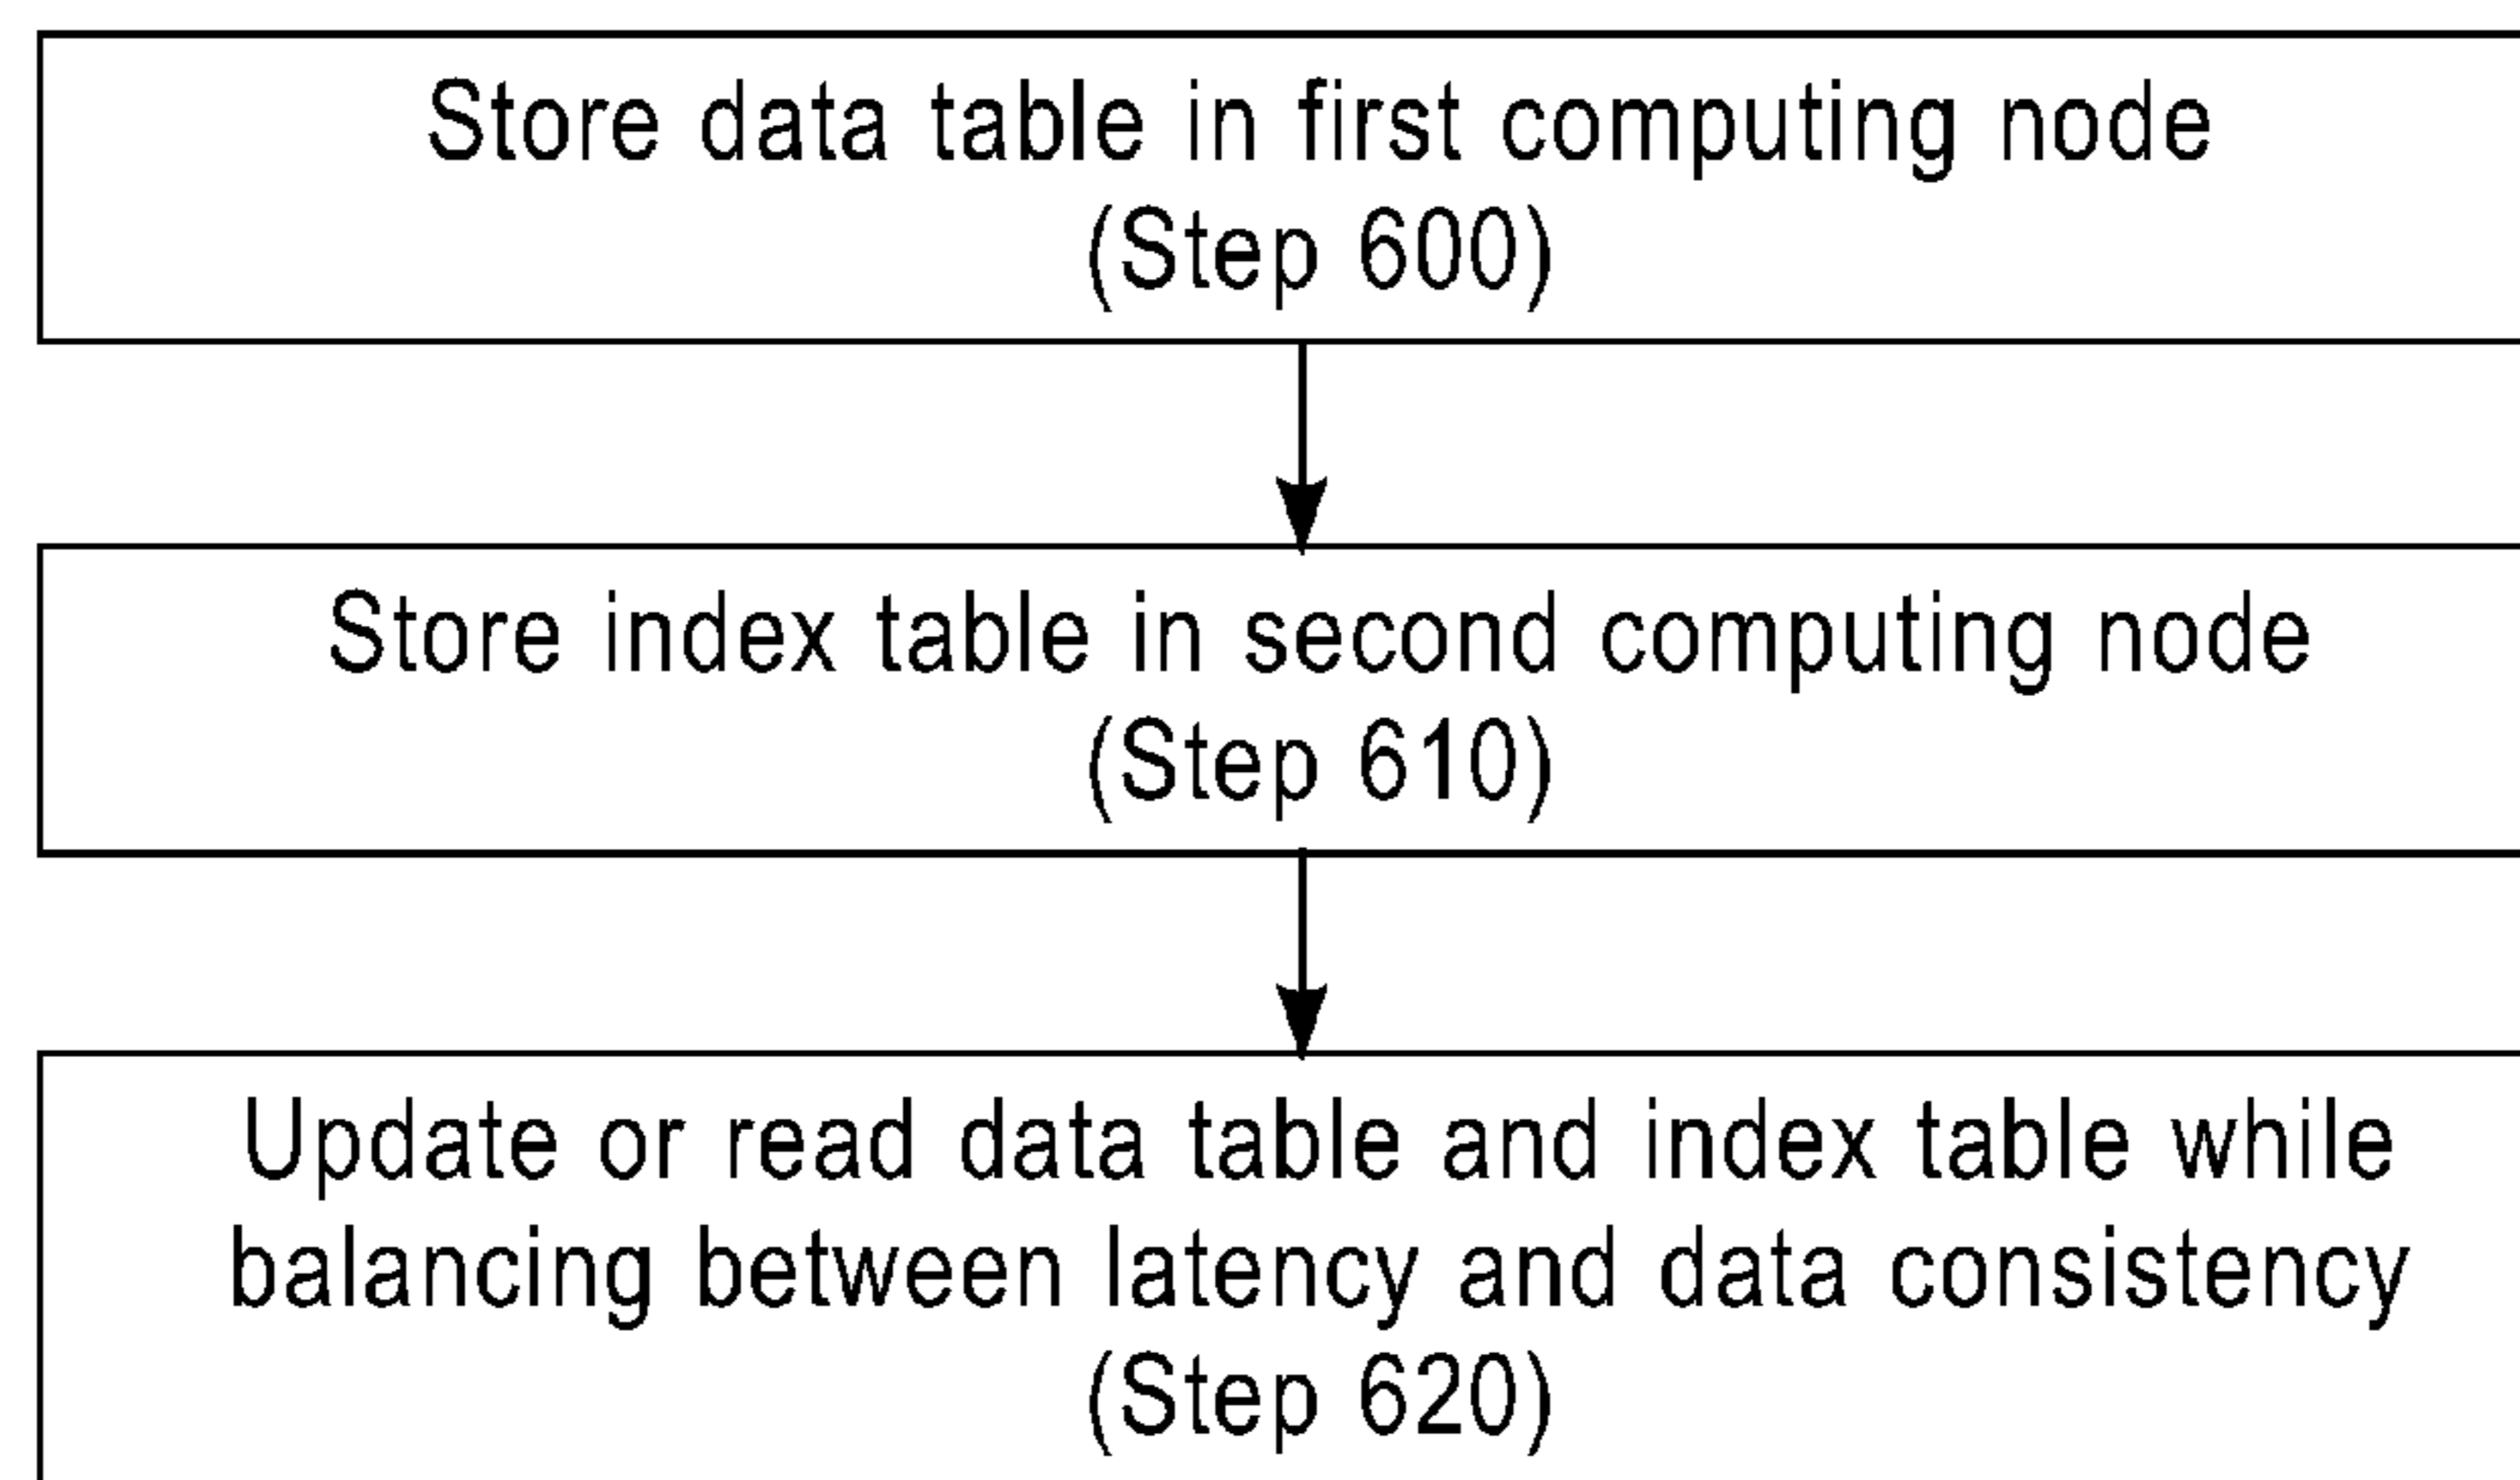 Store data table in first computing node
(Step 600)
Store index table in second computing node
(Step 610)
Update or read data table and index table while
balancing between latency and data consistency
(Step 620)